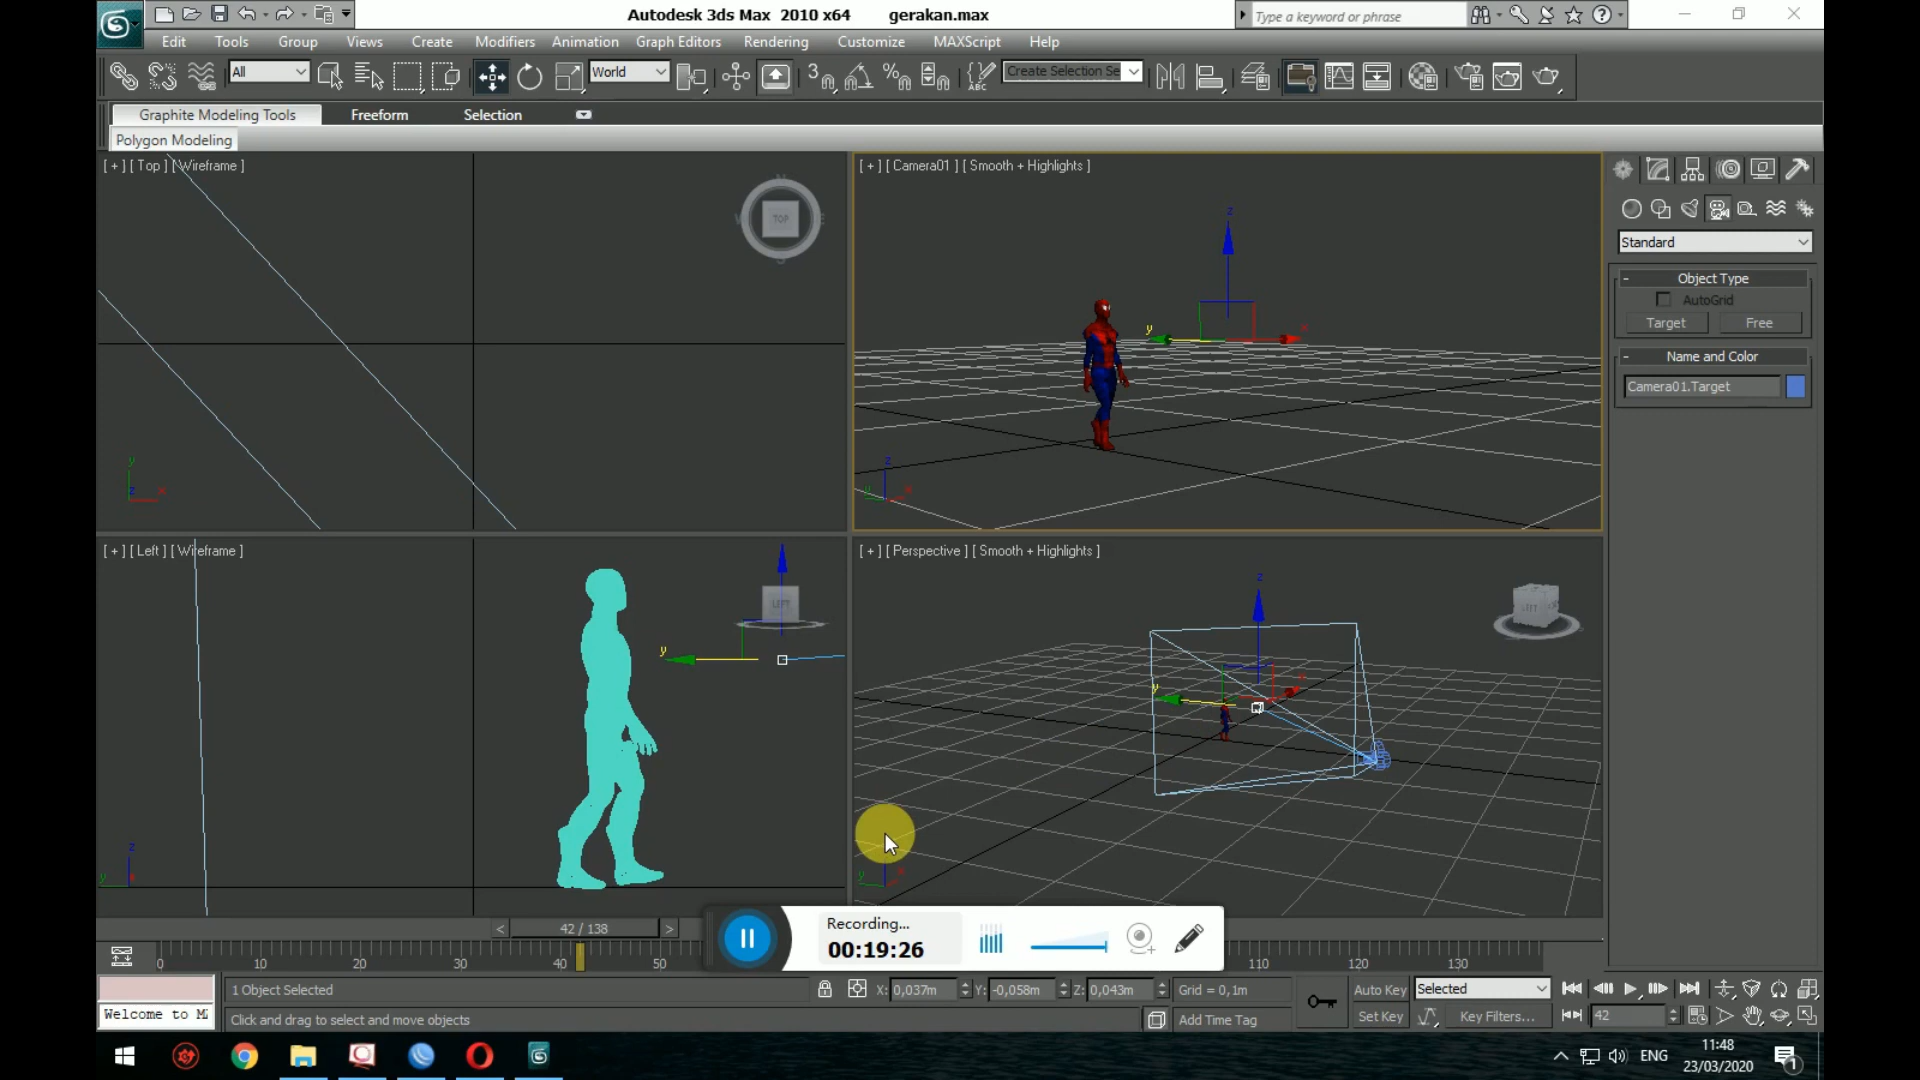 Autodesk 3ds Max 2010 x64 gerakan.max
Type a keyword or phrase
Edit Tools Group Views Create Modifiers Animation Graph Editors Rendering Customize MAXScript Help
All World Create Selection Se
Graphite Modeling Tools Freeform Selection
Polygon Modeling
[ + ] [ Top ] [ Wireframe ]
[ + ] [ Camera01 ] [ Smooth + Highlights ]
TOP
Standard
Object Type
AutoGrid
Target Free
Name and Color
Camera01.Target
[ + ] [ Left ] [ Wireframe ]
[ + ] [ Perspective ] [ Smooth + Highlights ]
LEFT
LEFT
< 42 / 138 >
Recording...
00:19:26
0 10 20 30 40 50 110 120 130
1 Object Selected X: 0,037m Y: -0,058m Z: 0,043m Grid = 0,1m Auto Key Selected
Welcome to M Click and drag to select and move objects Add Time Tag Set Key Key Filters... 42
ENG 11:48
23/03/2020
1